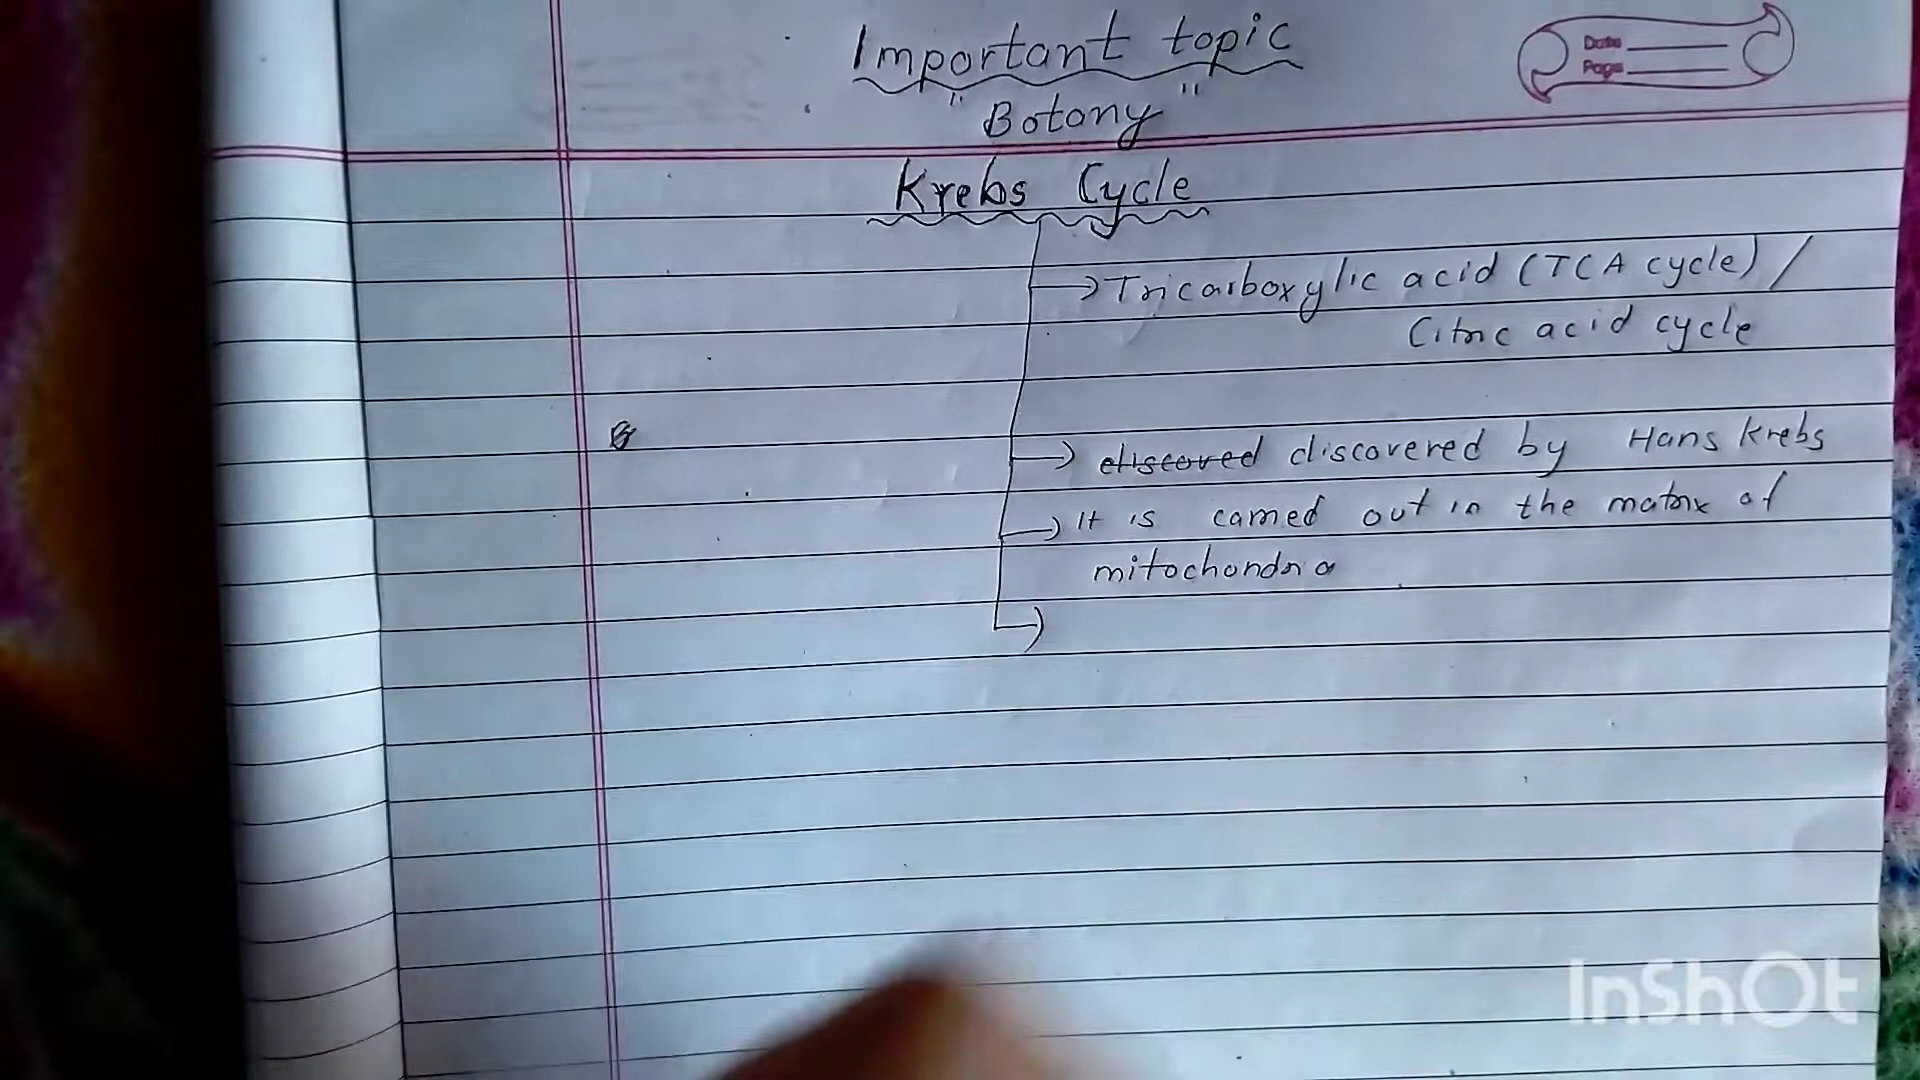 Important topic
"Botany"
Date
Page
Krebs Cycle
→ Tricarboxylic acid (TCA cycle) /
Citric acid cycle
→ discoved discovered by Hans Krebs
→ It is carried out in the matrix of
mitochondria
→
InShOt